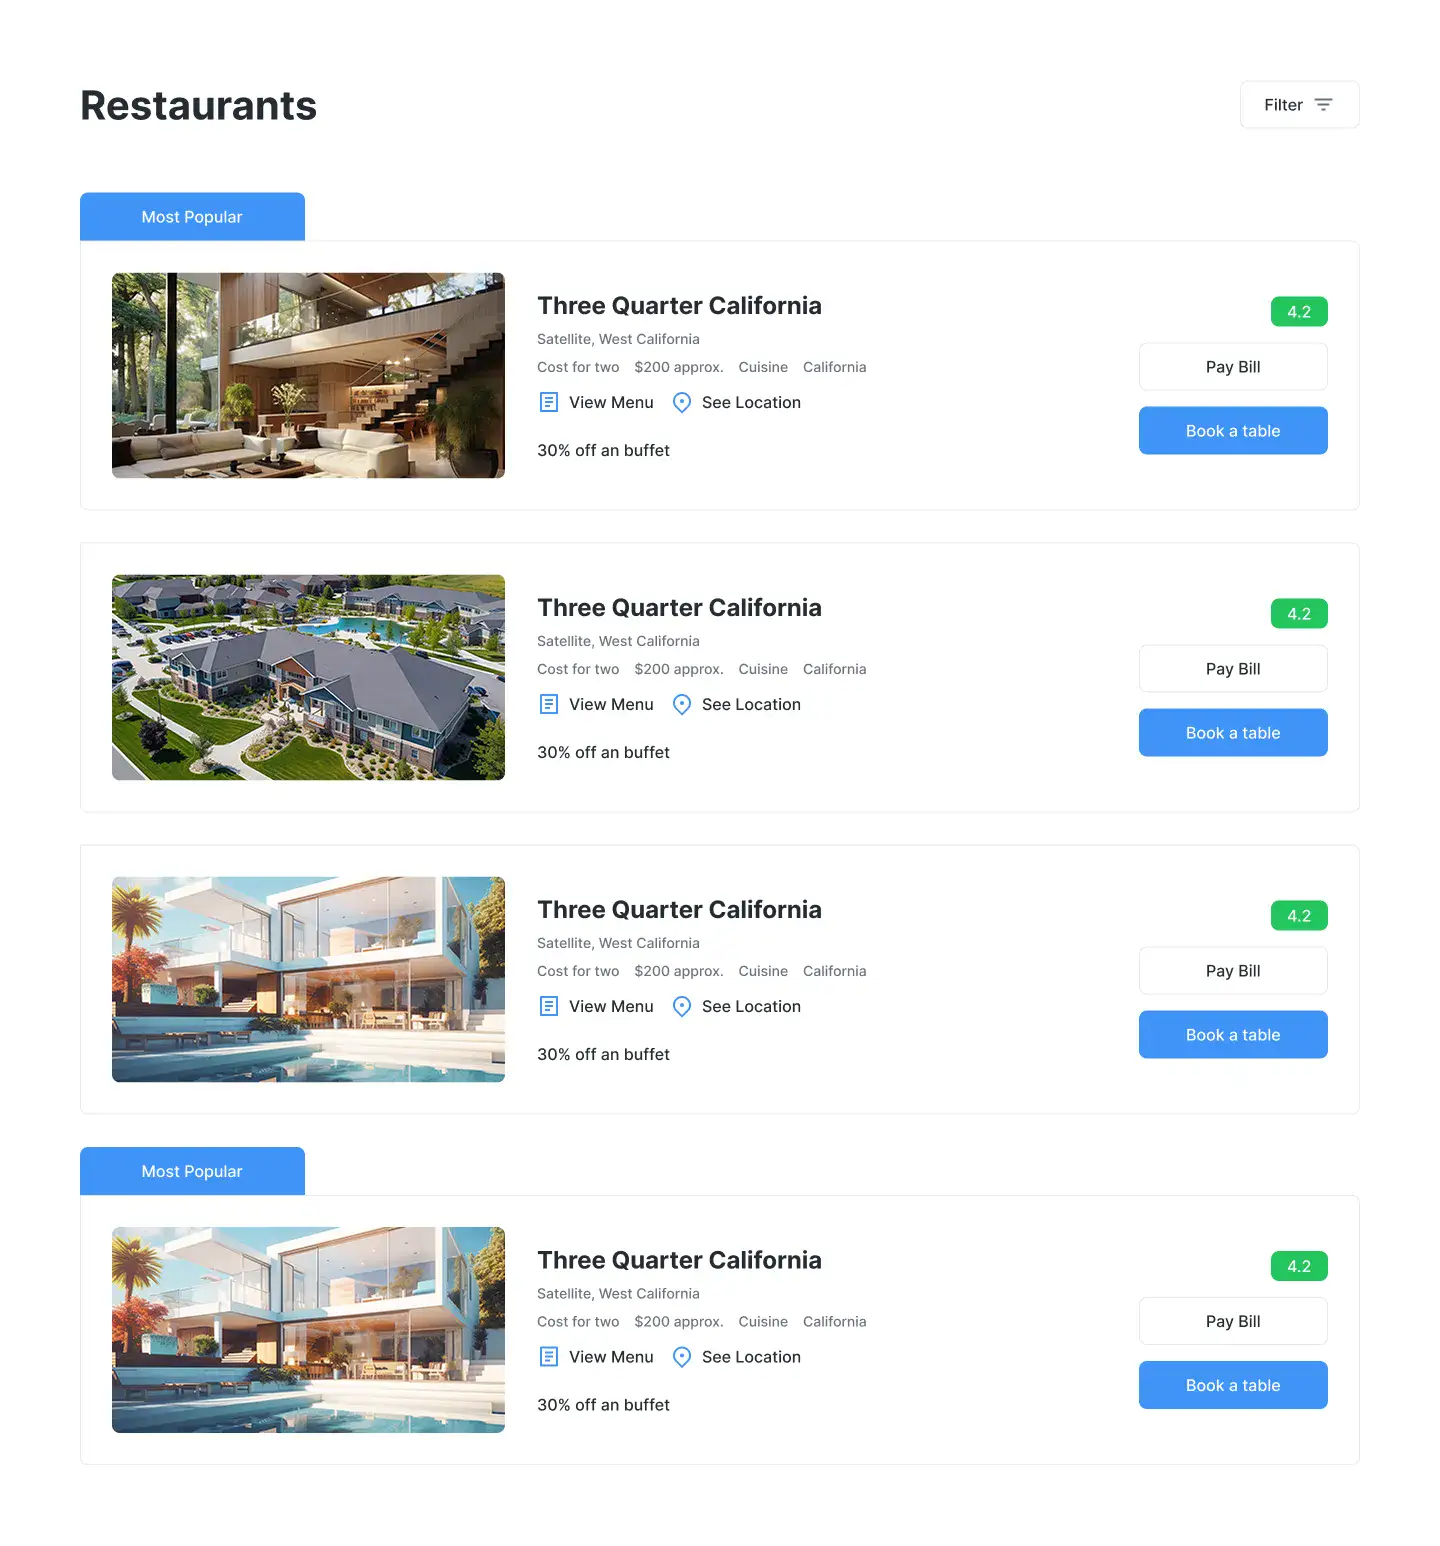 Restaurants
Filter
Most Popular
Three Quarter California
4.2
Satellite, West California
Cost for two $200 approx. Cuisine California
Pay Bill
View Menu See Location
Book a table
30% off an buffet
Three Quarter California
4.2
Satellite, West California
Cost for two $200 approx. Cuisine California
Pay Bill
View Menu See Location
Book a table
30% off an buffet
Three Quarter California
4.2
Satellite, West California
Cost for two $200 approx. Cuisine California
Pay Bill
View Menu See Location
Book a table
30% off an buffet
Most Popular
Three Quarter California
4.2
Satellite, West California
Cost for two $200 approx. Cuisine California
Pay Bill
View Menu See Location
Book a table
30% off an buffet